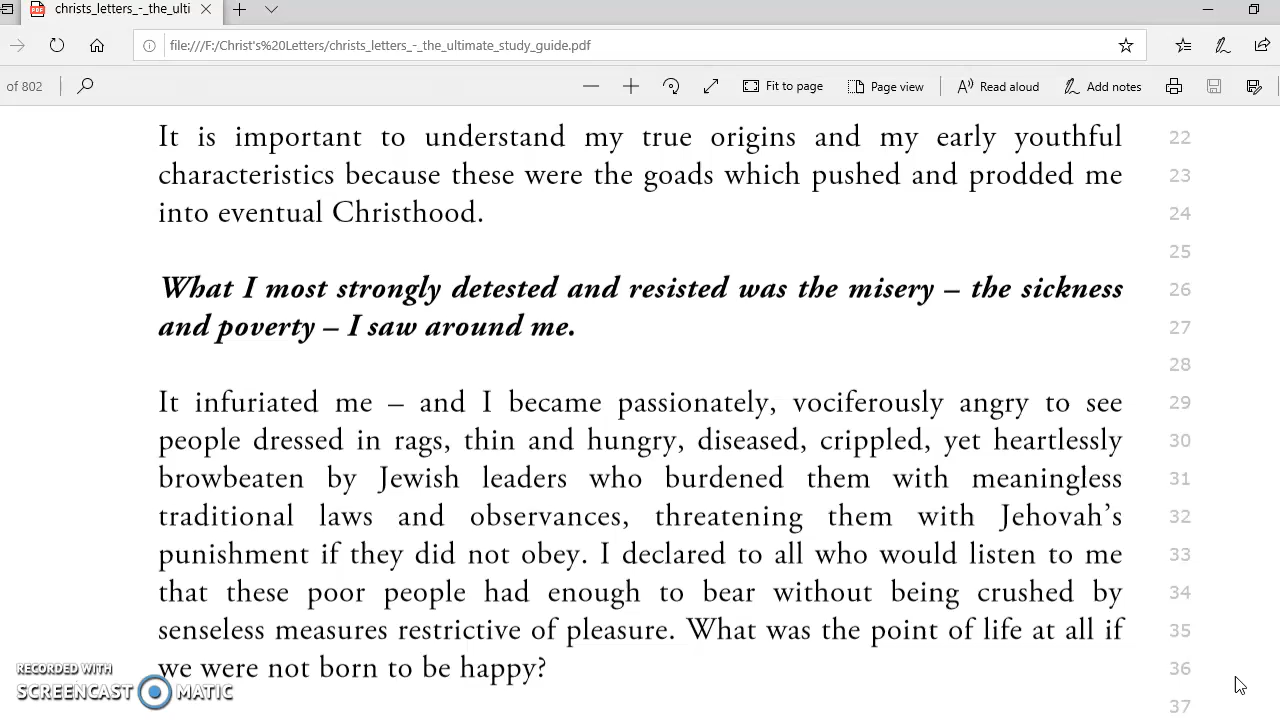 christs_letters_-_the_ulti
file:///F:/Christ's%20Letters/christs_letters_-_the_ultimate_study_guide.pdf
of 802 Fit to page Page view Read aloud Add notes
It is important to understand my true origins and my early youthful 22
characteristics because these were the goads which pushed and prodded me 23
into eventual Christhood. 24
25
What I most strongly detested and resisted was the misery – the sickness 26
and poverty – I saw around me. 27
28
It infuriated me – and I became passionately, vociferously angry to see 29
people dressed in rags, thin and hungry, diseased, crippled, yet heartlessly 30
browbeaten by Jewish leaders who burdened them with meaningless 31
traditional laws and observances, threatening them with Jehovah's 32
punishment if they did not obey. I declared to all who would listen to me 33
that these poor people had enough to bear without being crushed by 34
senseless measures restrictive of pleasure. What was the point of life at all if 35
we were not born to be happy? 36
37
RECORDED WITH
SCREENCAST MATIC